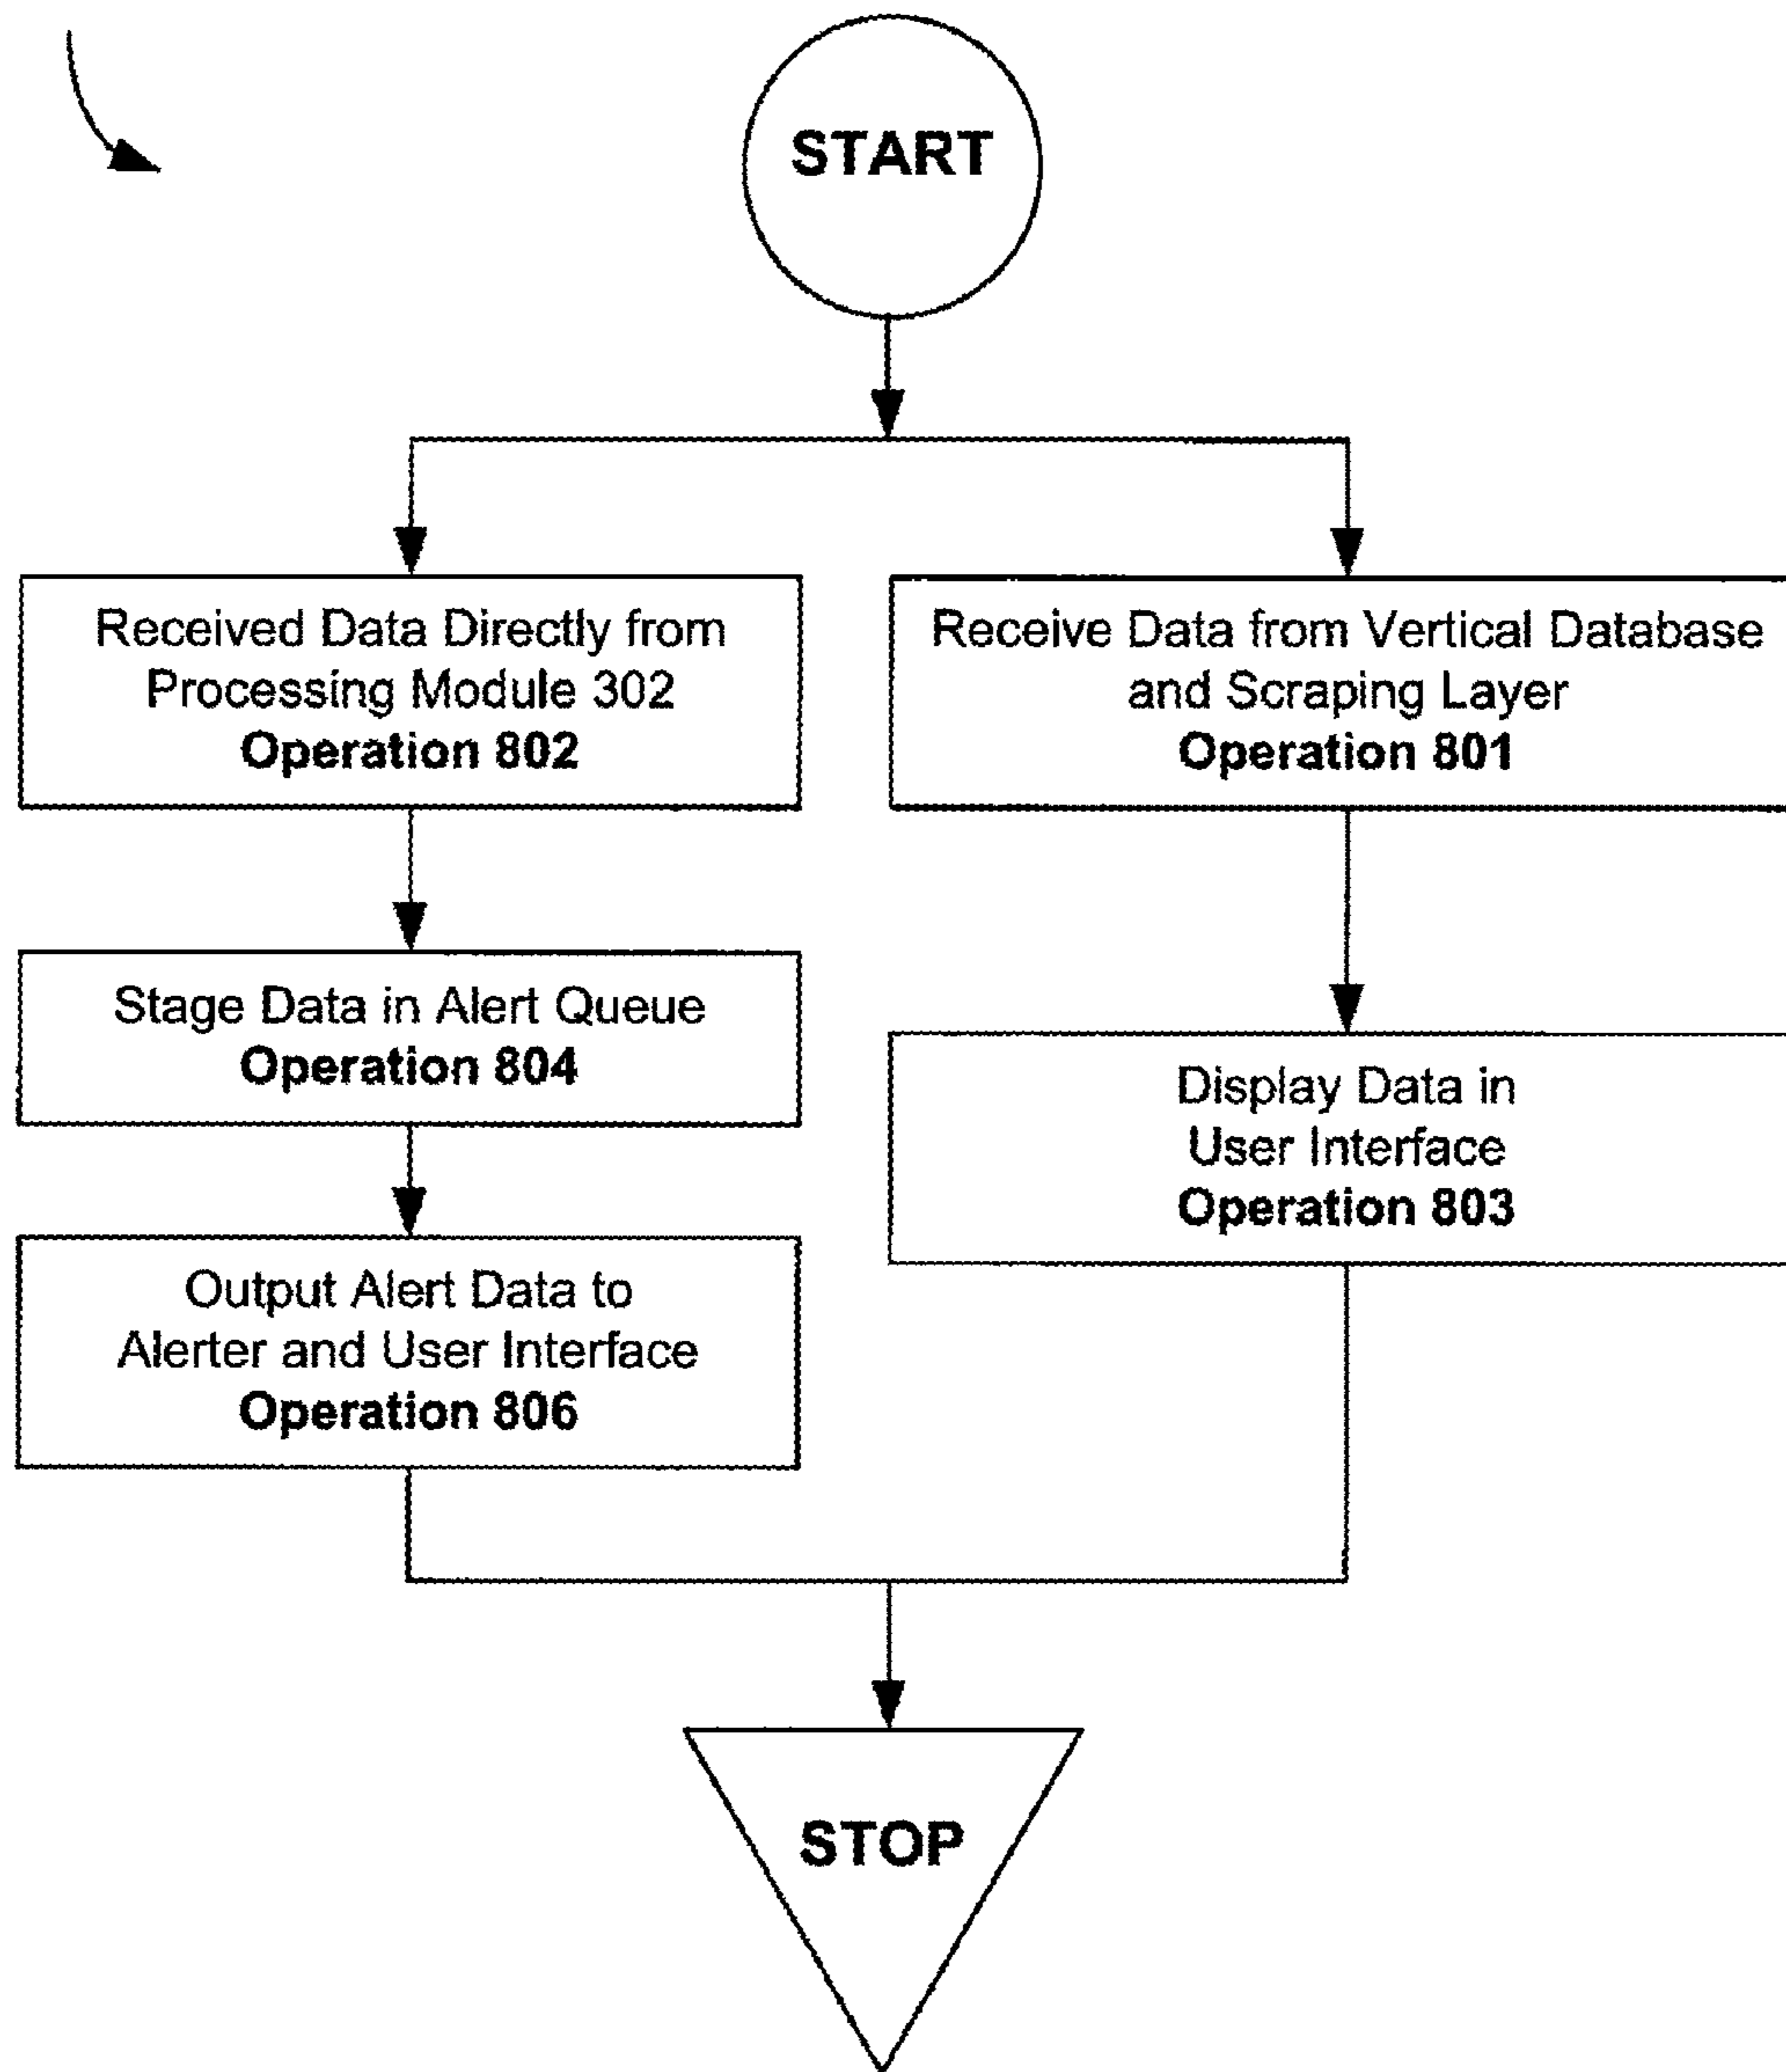 START
Received Data Directly from
Processing Module 302
Operation 802
Receive Data from Vertical Database
and Scraping Layer
Operation 801
Stage Data in Alert Queue
Operation 804
Display Data in
User Interface
Operation 803
Output Alert Data to
Alerter and User Interface
Operation 806
STOP